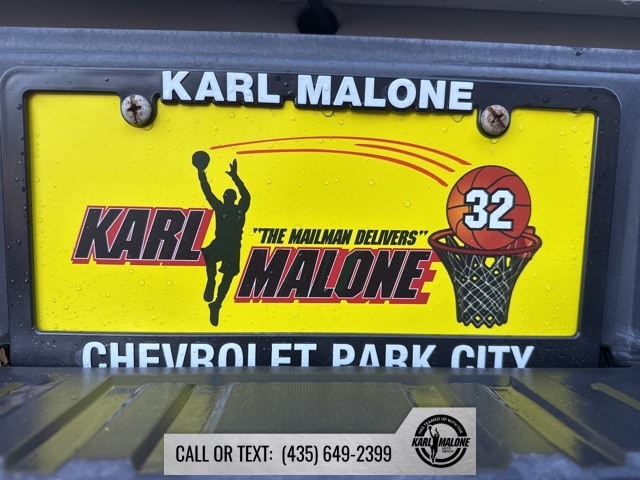 KARL MALONE
32
KARL
"THE MAILMAN DELIVERS"
MALONE
CHEVROLET PARK CITY
CALL OR TEXT: (435) 649-2399
KARL MALONE